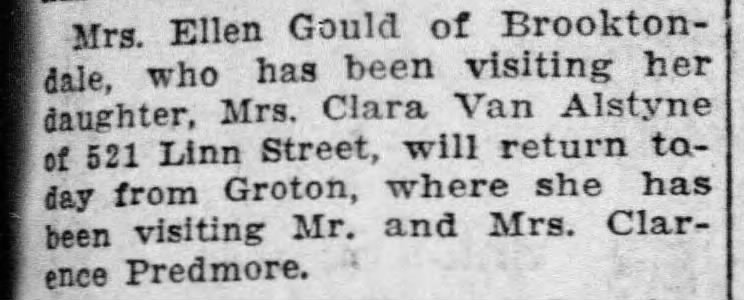 Mrs. Ellen Gould of Brookton-
dale, who has been visiting her
daughter, Mrs. Clara Van Alstyne
of 521 Linn Street, will return to-
day from Groton, where she has
been visiting Mr. and Mrs. Clar-
ence Predmore.